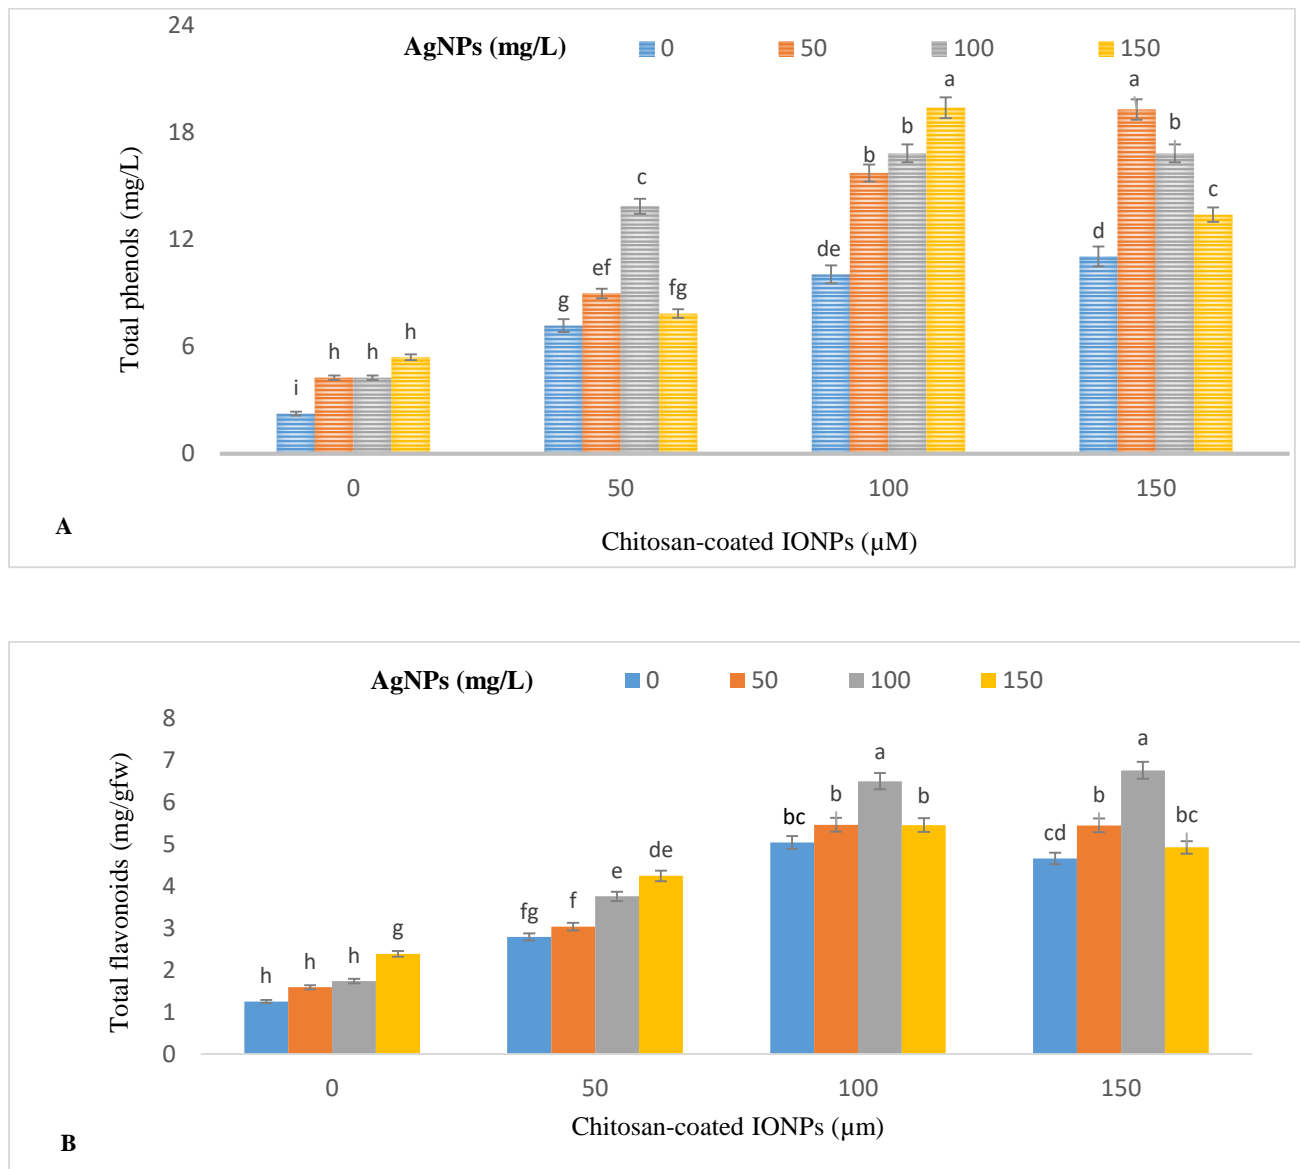 24
AgNPs (mg/L) 0 50 100 150
a a
18
b b b
c c
Total phenols (mg/L)
12
de d
ef
g fg
6
h h h
i
0
0 50 100 150
A
Chitosan-coated IONPs (µM)
AgNPs (mg/L) 0 50 100 150
8
7
a a
6
b b b
bc bc
5
cd
Total flavonoids (mg/gfw)
de
4
e
f
fg
3
g
2
h h h
1
0
0 50 100 150
Chitosan-coated IONPs (µm)
B